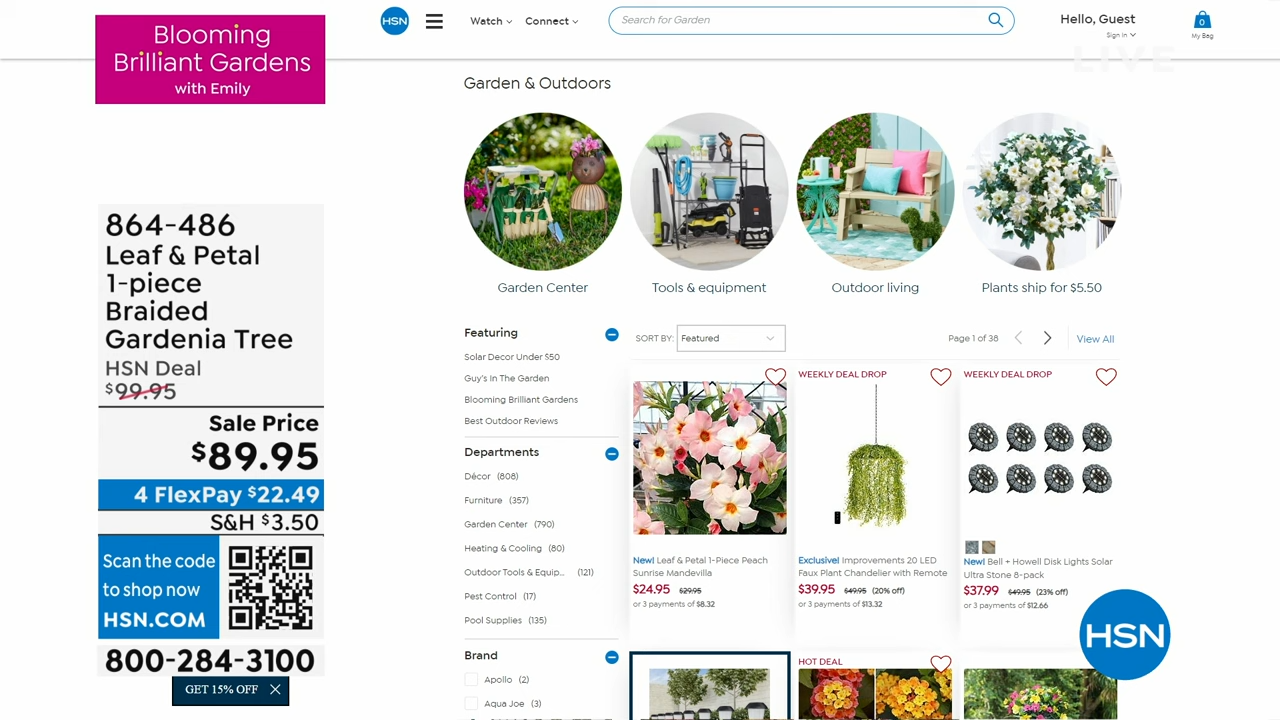 Blooming
Brilliant Gardens
with Emily
HSN
Watch
Connect
Search for Garden
Hello, Guest
Sign In
0
My Bag
LIVE
864-486
Leaf & Petal
1-piece
Braided
Gardenia Tree
HSN Deal
$99.95
Sale Price
$89.95
4 FlexPay $22.49
S&H $3.50
Scan the code
to shop now
HSN.COM
800-284-3100
GET 15% OFF
Garden & Outdoors
Garden Center
Tools & equipment
Outdoor living
Plants ship for $5.50
Featuring
Solar Decor Under $50
Guy's In The Garden
Blooming Brilliant Gardens
Best Outdoor Reviews
Departments
Décor (808)
Furniture (357)
Garden Center (790)
Heating & Cooling (80)
Outdoor Tools & Equip... (121)
Pest Control (17)
Pool Supplies (135)
Brand
Apollo (2)
Aqua Joe (3)
SORT BY: Featured
Page 1 of 38
View All
New! Leaf & Petal 1-Piece Peach
Sunrise Mandevilla
$24.95 $29.95
or 3 payments of $8.32
WEEKLY DEAL DROP
Exclusive! Improvements 20 LED
Faux Plant Chandelier with Remote
$39.95 $49.95 (20% off)
or 3 payments of $13.32
WEEKLY DEAL DROP
New! Bell + Howell Disk Lights Solar
Ultra Stone 8-pack
$37.99 $49.95 (23% off)
or 3 payments of $12.66
HOT DEAL
HSN